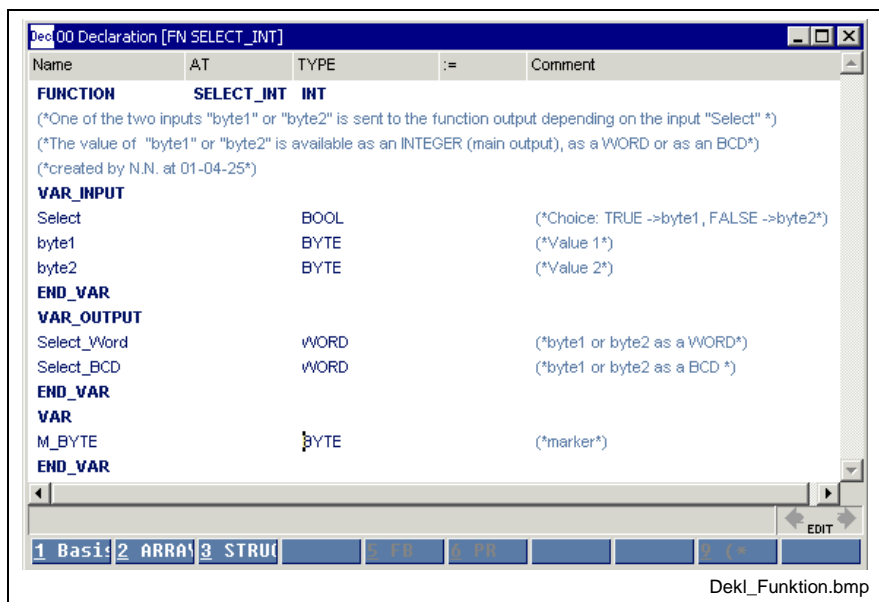 Decl 00 Declaration [FN SELECT_INT]
Name AT TYPE := Comment
FUNCTION SELECT_INT INT
(*One of the two inputs "byte1" or "byte2" is sent to the function output depending on the input "Select" *)
(*The value of "byte1" or "byte2" is available as an INTEGER (main output), as a WORD or as an BCD*)
(*created by N.N. at 01-04-25*)
VAR_INPUT
Select BOOL (*Choice: TRUE ->byte1, FALSE ->byte2*)
byte1 BYTE (*Value 1*)
byte2 BYTE (*Value 2*)
END_VAR
VAR_OUTPUT
Select_Word WORD (*byte1 or byte2 as a WORD*)
Select_BCD WORD (*byte1 or byte2 as a BCD *)
END_VAR
VAR
M_BYTE BYTE (*marker*)
END_VAR
EDIT
1 Basis 2 ARRAY 3 STRUC 5 FB 6 PR 9 (*
Dekl_Funktion.bmp